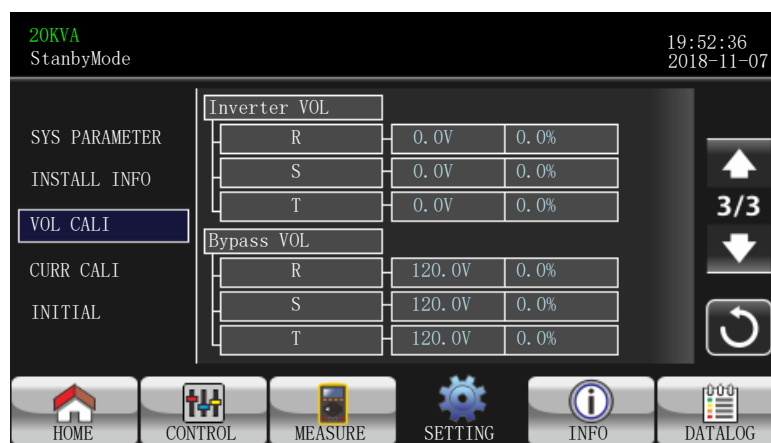 20KVA
StanbyMode
19:52:36
2018-11-07
SYS PARAMETER
INSTALL INFO
VOL CALI
CURR CALI
INITIAL
Inverter VOL
R 0.0V 0.0%
S 0.0V 0.0%
T 0.0V 0.0%
Bypass VOL
R 120.0V 0.0%
S 120.0V 0.0%
T 120.0V 0.0%
3/3
HOME CONTROL MEASURE SETTING INFO DATALOG